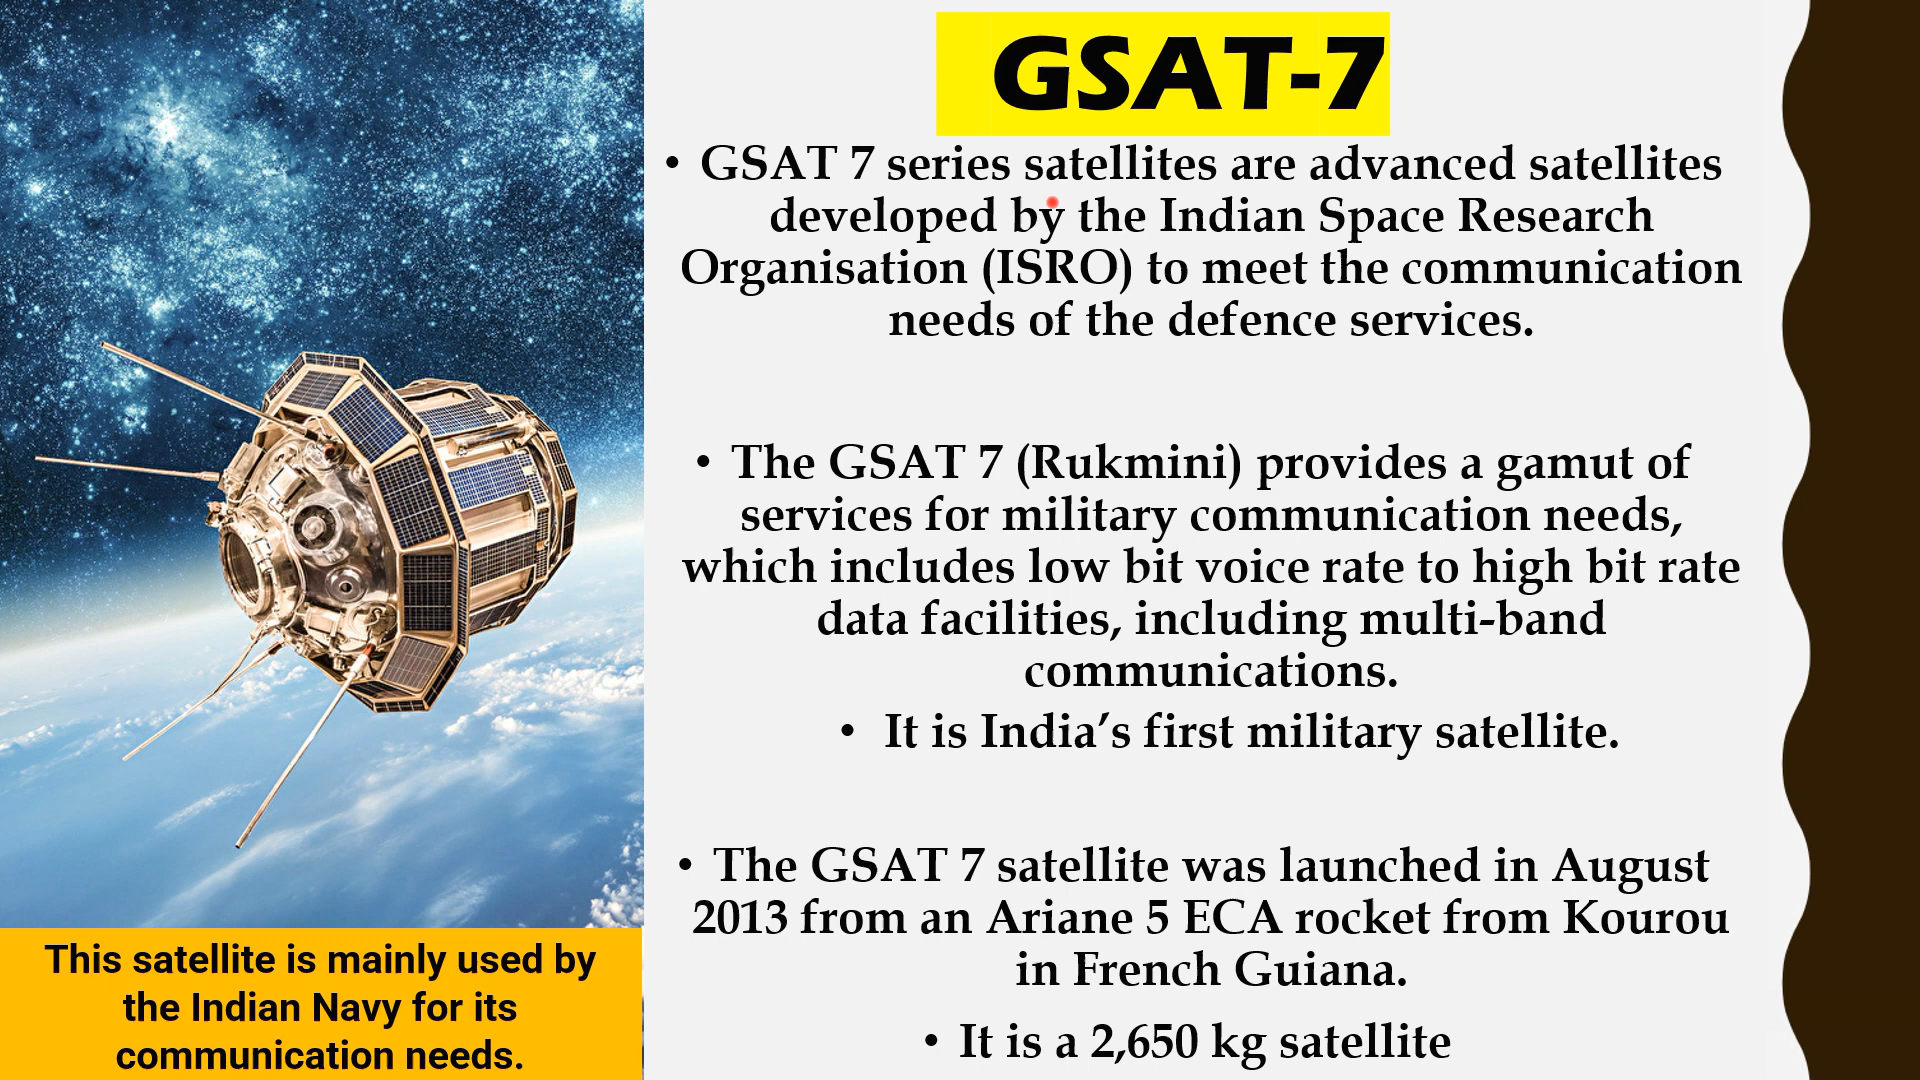 GSAT-7
• GSAT 7 series satellites are advanced satellites
developed by the Indian Space Research
Organisation (ISRO) to meet the communication
needs of the defence services.
• The GSAT 7 (Rukmini) provides a gamut of
services for military communication needs,
which includes low bit voice rate to high bit rate
data facilities, including multi-band
communications.
• It is India’s first military satellite.
• The GSAT 7 satellite was launched in August
2013 from an Ariane 5 ECA rocket from Kourou
in French Guiana.
• It is a 2,650 kg satellite
This satellite is mainly used by
the Indian Navy for its
communication needs.